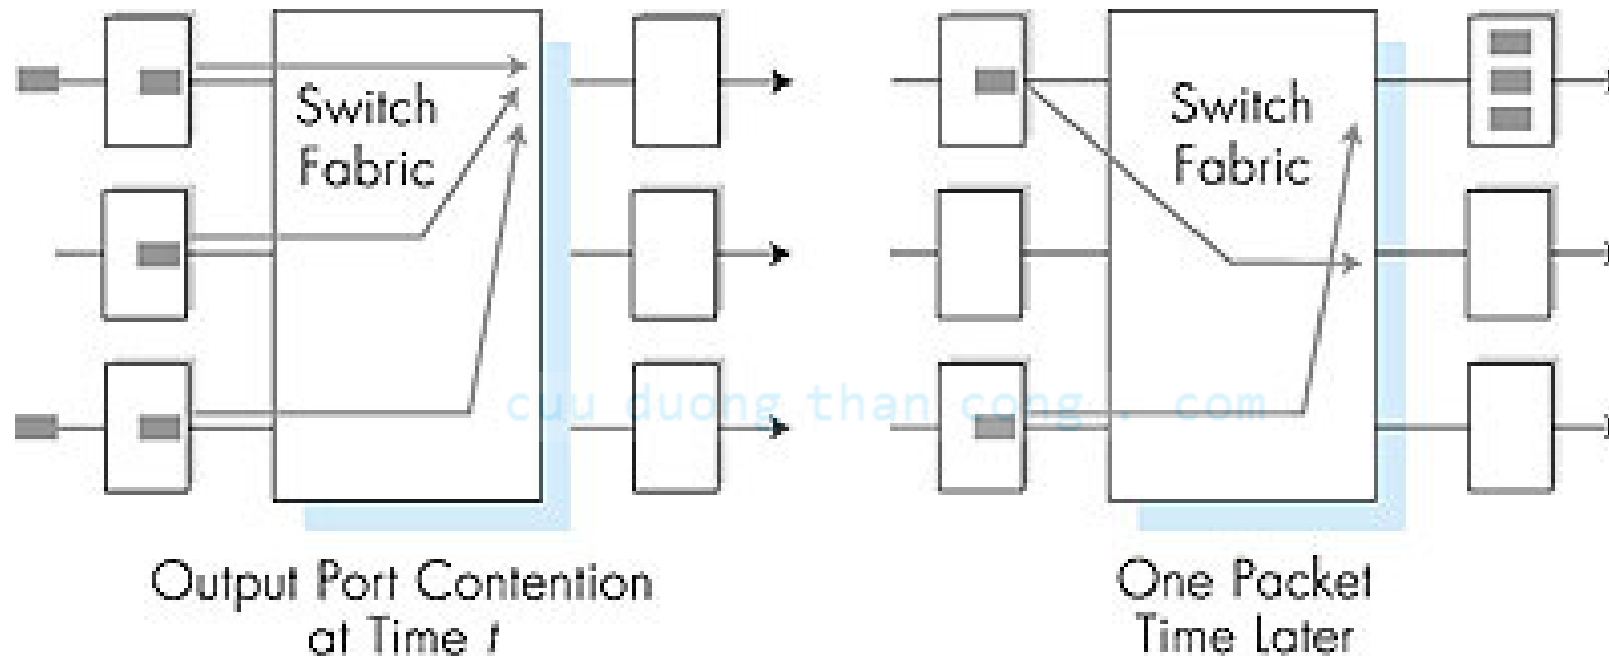 Switch
Fabric
Switch
Fabric
cuu duong than cong . com
Output Port Contention
at Time t
One Packet
Time Later